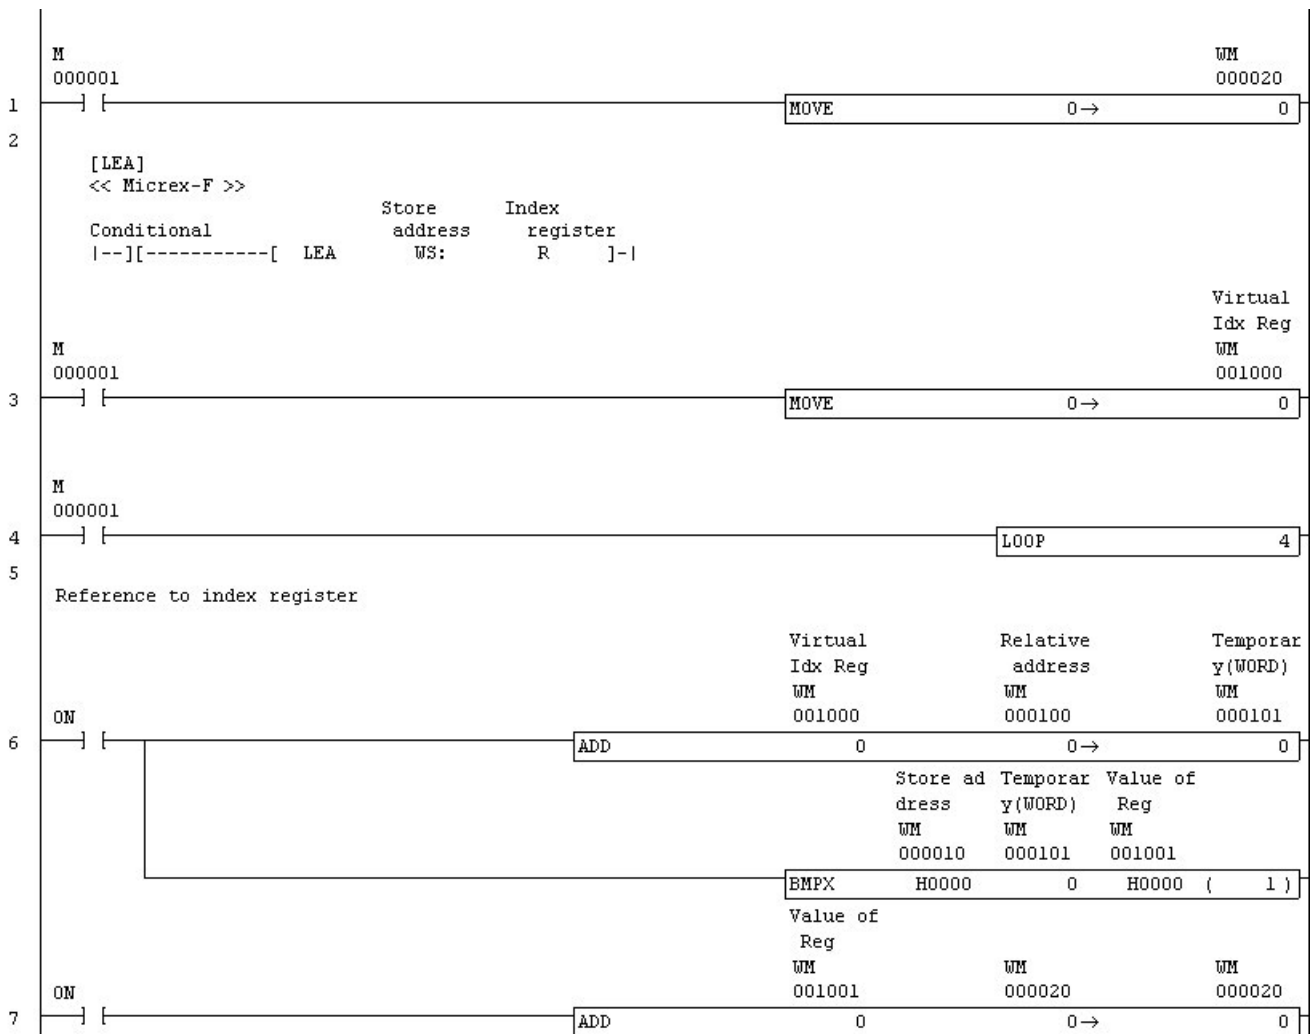 M WM
000001 000020
1 MOVE 0→ 0
2
[LEA]
<< Micrex-F >>
Store Index
Conditional address register
|--][-----------[ LEA WS: R ]-|
Virtual
Idx Reg
M WM
000001 001000
3 MOVE 0→ 0
M
000001
4 LOOP 4
5
Reference to index register
Virtual Relative Temporar
Idx Reg address y(WORD)
WM WM WM
ON 001000 000100 000101
6 ADD 0 0→ 0
Store ad Temporar Value of
dress y(WORD) Reg
WM WM WM
000010 000101 001001
BMPX H0000 0 H0000 ( 1)
Value of
Reg
WM WM WM
ON 001001 000020 000020
7 ADD 0 0→ 0